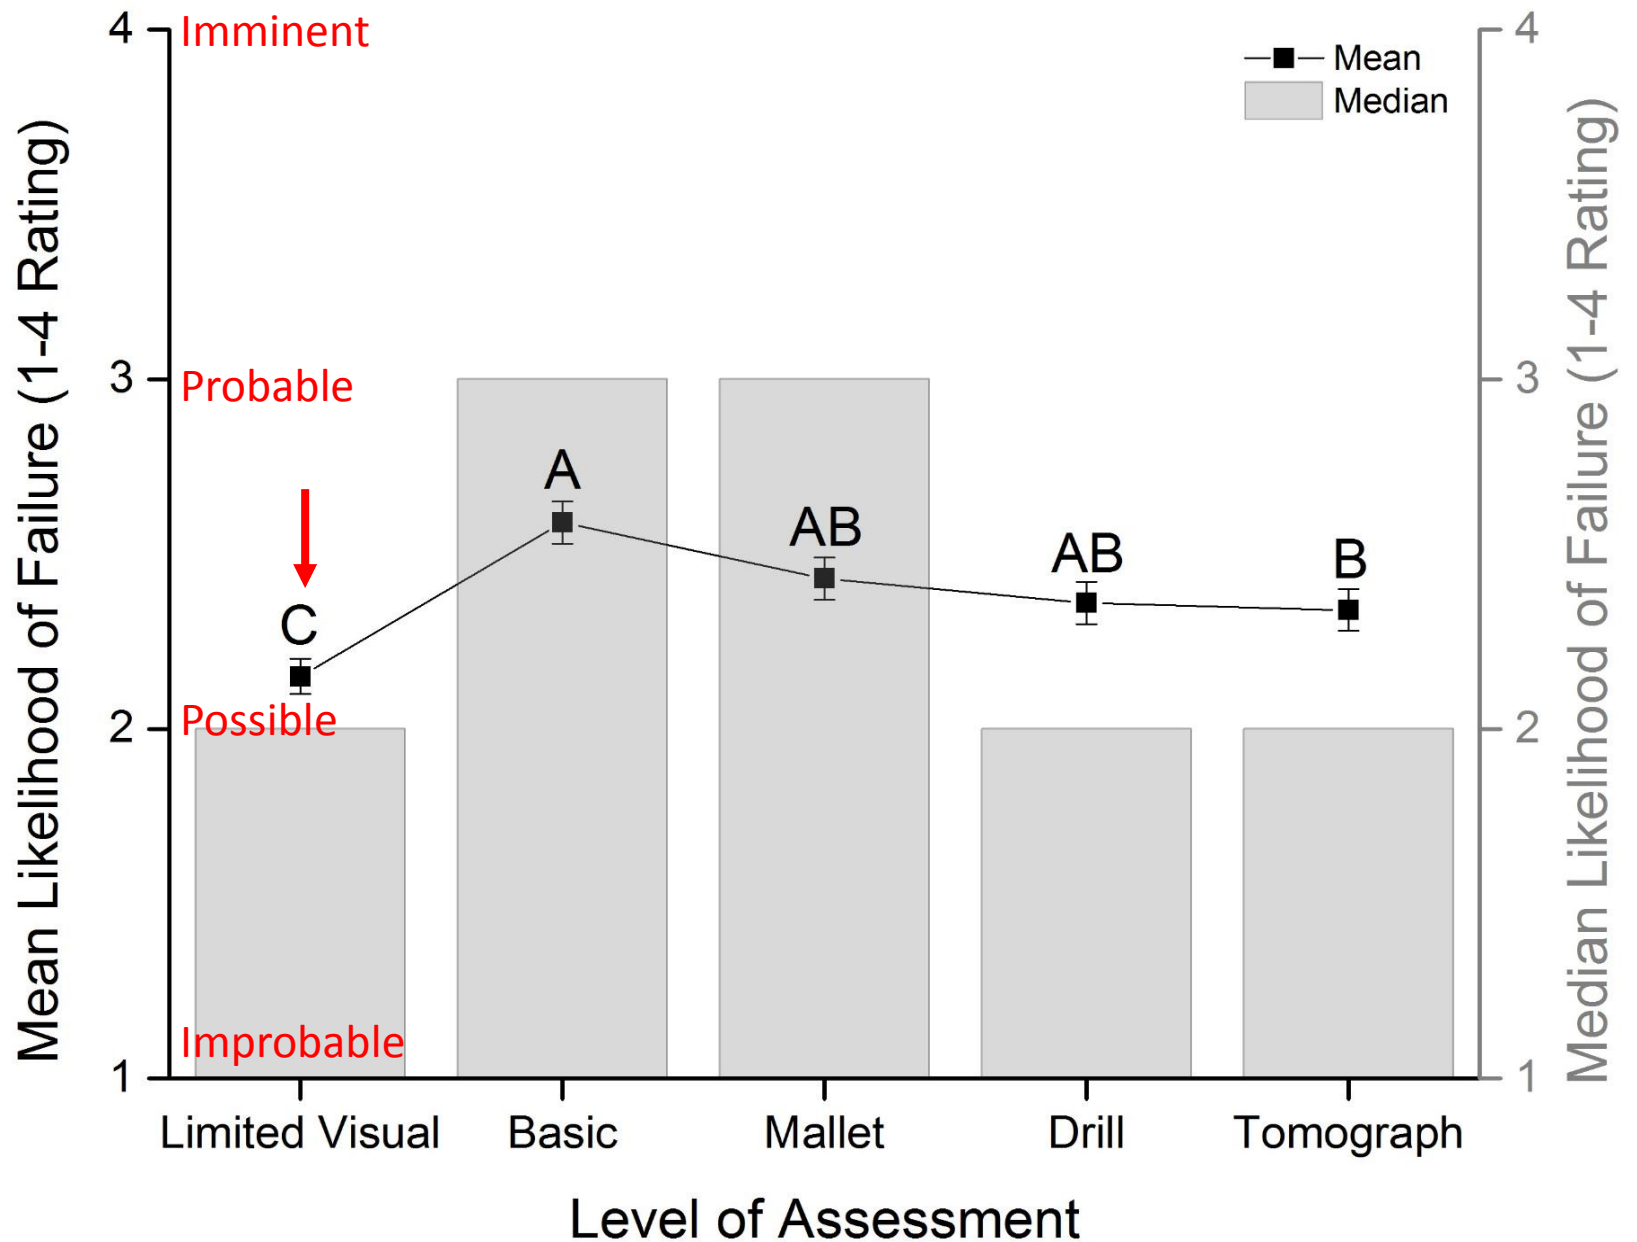 4
Imminent
4
Mean
Median
Mean Likelihood of Failure (1-4 Rating)
Median Likelihood of Failure (1-4 Rating)
3
Probable
3
A
AB
AB
B
C
2
Possible
2
Improbable
1
1
Limited Visual
Basic
Mallet
Drill
Tomograph
Level of Assessment